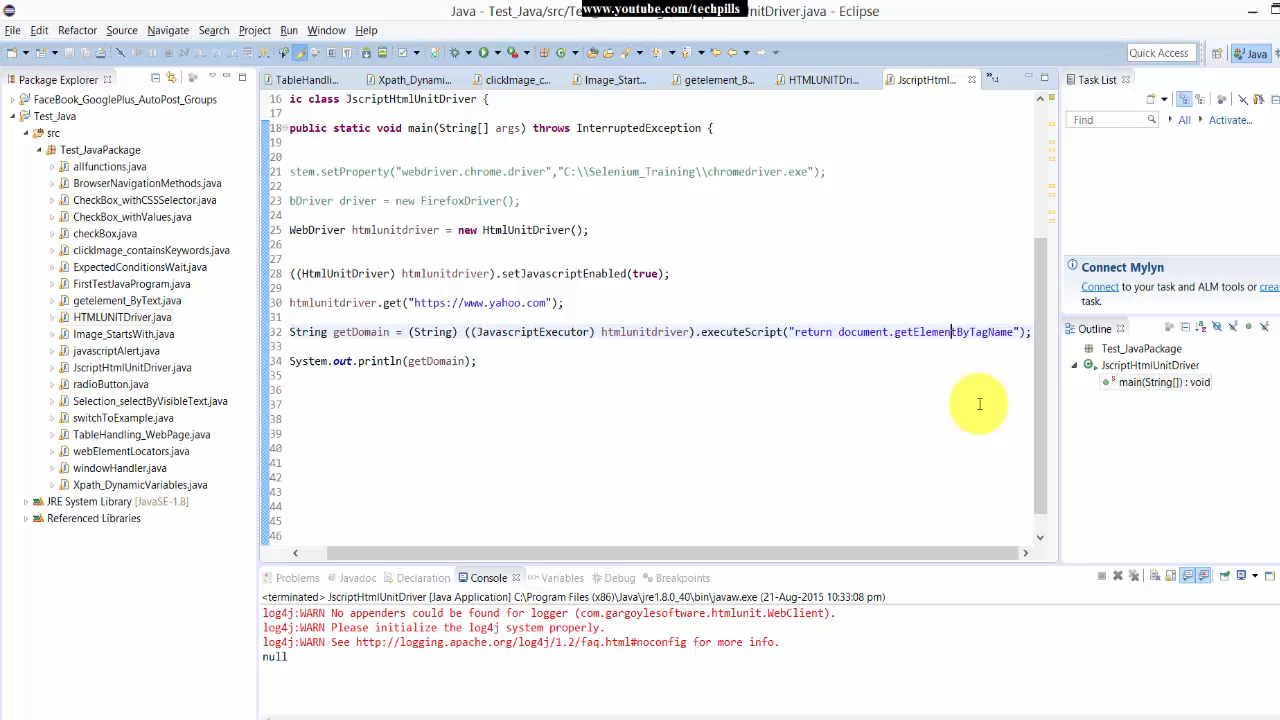 Java - Test_Java/src/Tes
www.youtube.com/techpills
UnitDriver.java - Eclipse
File Edit Refactor Source Navigate Search Project Run Window Help
Quick Access
Java
Package Explorer
FaceBook_GooglePlus_AutoPost_Groups
Test_Java
src
Test_JavaPackage
allfunctions.java
BrowserNavigationMethods.java
CheckBox_withCSSSelector.java
CheckBox_withValues.java
checkBox.java
clickImage_containsKeywords.java
ExpectedConditionsWait.java
FirstTestJavaProgram.java
getelement_ByText.java
HTMLUNITDriver.java
Image_StartsWith.java
javascriptAlert.java
JscriptHtmlUnitDriver.java
radioButton.java
Selection_selectByVisibleText.java
switchToExample.java
TableHandling_WebPage.java
webElementLocators.java
windowHandler.java
Xpath_DynamicVariables.java
JRE System Library [JavaSE-1.8]
Referenced Libraries
TableHandli... Xpath_Dynami... clickImage_c... Image_Start... getelement_B... HTMLUNITDri... JscriptHtml... »14
16 ic class JscriptHtmlUnitDriver {
17
18 public static void main(String[] args) throws InterruptedException {
19
20
21 stem.setProperty("webdriver.chrome.driver","C:\\Selenium_Training\\chromedriver.exe");
22
23 bDriver driver = new FirefoxDriver();
24
25 WebDriver htmlunitdriver = new HtmlUnitDriver();
26
27
28 ((HtmlUnitDriver) htmlunitdriver).setJavascriptEnabled(true);
29
30 htmlunitdriver.get("https://www.yahoo.com");
31
32 String getDomain = (String) ((JavascriptExecutor) htmlunitdriver).executeScript("return document.getElementByTagName");
33
34 System.out.println(getDomain);
35
36
37
38
39
40
41
42
43
44
45
46
Task List
Find All Activate...
Connect Mylyn
Connect to your task and ALM tools or crea
task.
Outline
Test_JavaPackage
JscriptHtmlUnitDriver
main(String[]) : void
Problems Javadoc Declaration Console Variables Debug Breakpoints
<terminated> JscriptHtmlUnitDriver [Java Application] C:\Program Files (x86)\Java\jre1.8.0_40\bin\javaw.exe (21-Aug-2015 10:33:08 pm)
log4j:WARN No appenders could be found for logger (com.gargoylesoftware.htmlunit.WebClient).
log4j:WARN Please initialize the log4j system properly.
log4j:WARN See http://logging.apache.org/log4j/1.2/faq.html#noconfig for more info.
null